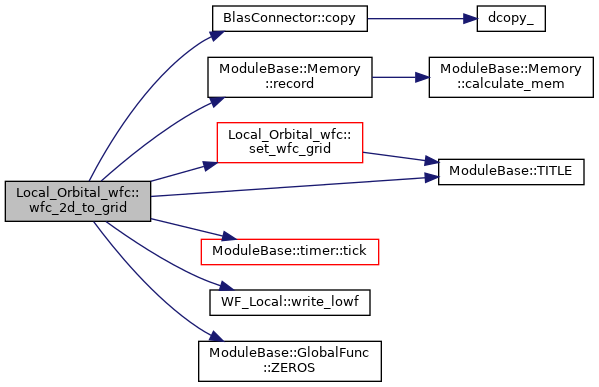 Local_Orbital_wfc::
wfc_2d_to_grid
BlasConnector::copy
dcopy_
ModuleBase::Memory
::record
ModuleBase::Memory
::calculate_mem
Local_Orbital_wfc::
set_wfc_grid
ModuleBase::TITLE
ModuleBase::timer::tick
WF_Local::write_lowf
ModuleBase::GlobalFunc
::ZEROS